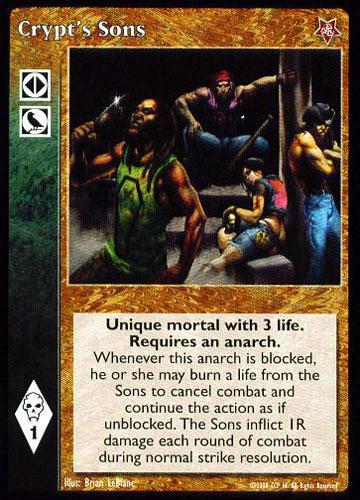 Crypt's Sons
Unique mortal with 3 life.
Requires an anarch.
Whenever this anarch is blocked,
he or she may burn a life from the
Sons to cancel combat and
continue the action as if
unblocked. The Sons inflict 1R
damage each round of combat
during normal strike resolution.
1
Illus: Brian LeBlanc